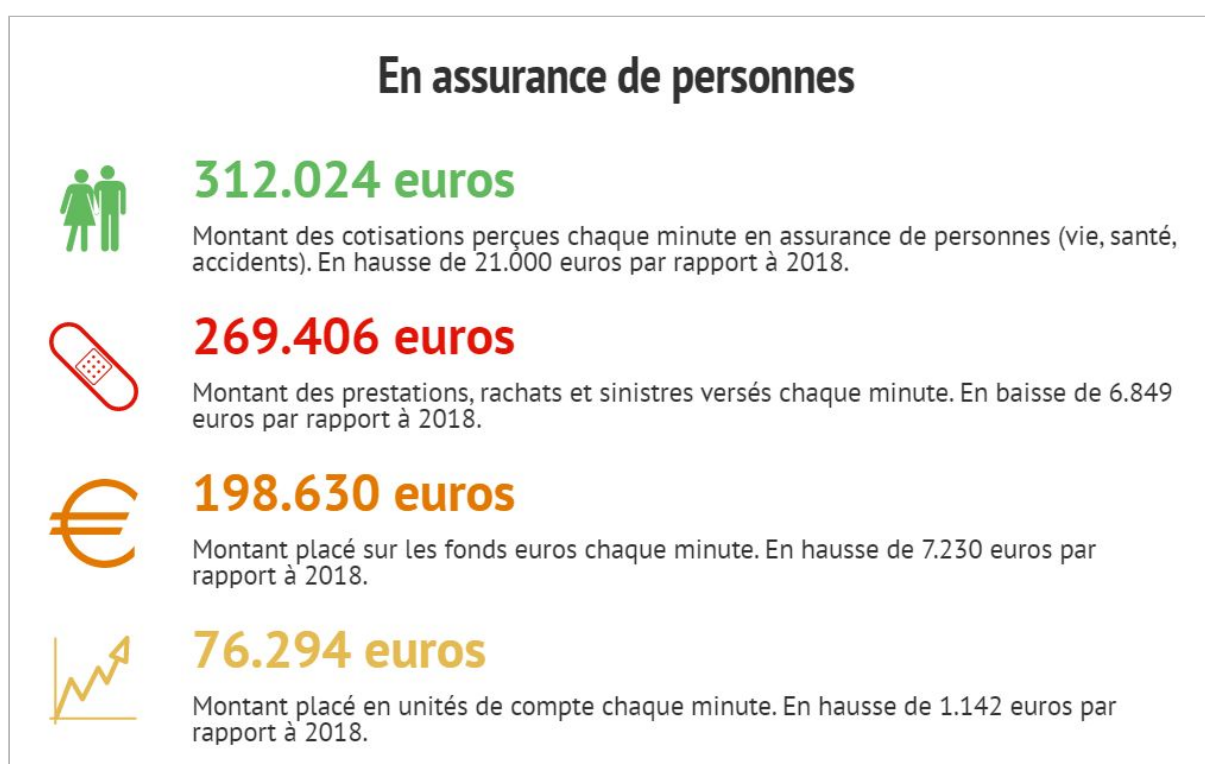 En assurance de personnes
312.024 euros
Montant des cotisations perçues chaque minute en assurance de personnes (vie, santé,
accidents). En hausse de 21.000 euros par rapport à 2018.
269.406 euros
Montant des prestations, rachats et sinistres versés chaque minute. En baisse de 6.849
euros par rapport à 2018.
198.630 euros
Montant placé sur les fonds euros chaque minute. En hausse de 7.230 euros par
rapport à 2018.
76.294 euros
Montant placé en unités de compte chaque minute. En hausse de 1.142 euros par
rapport à 2018.